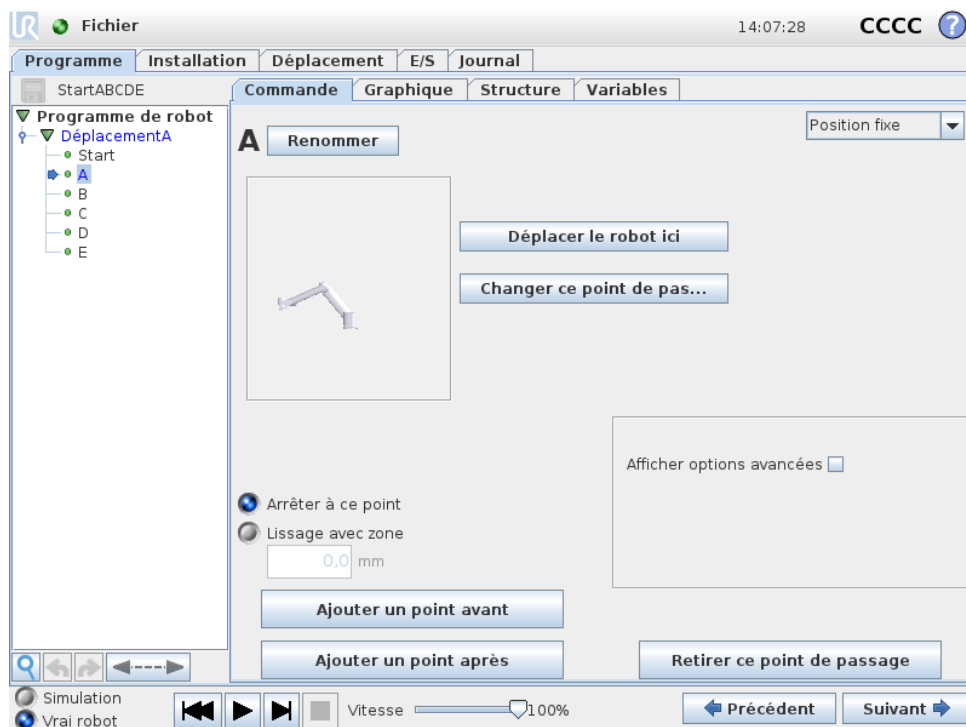 UR Fichier 14:07:28 CCCC ?
Programme Installation Déplacement E/S Journal
StartABCDE
Commande Graphique Structure Variables
Programme de robot
DéplacementA
Start
A
B
C
D
E
A Renommer
Position fixe
Déplacer le robot ici
Changer ce point de pas...
Afficher options avancées
Arrêter à ce point
Lissage avec zone
0,0 mm
Ajouter un point avant
Ajouter un point après
Retirer ce point de passage
Simulation
Vrai robot
Vitesse 100%
Précédent Suivant